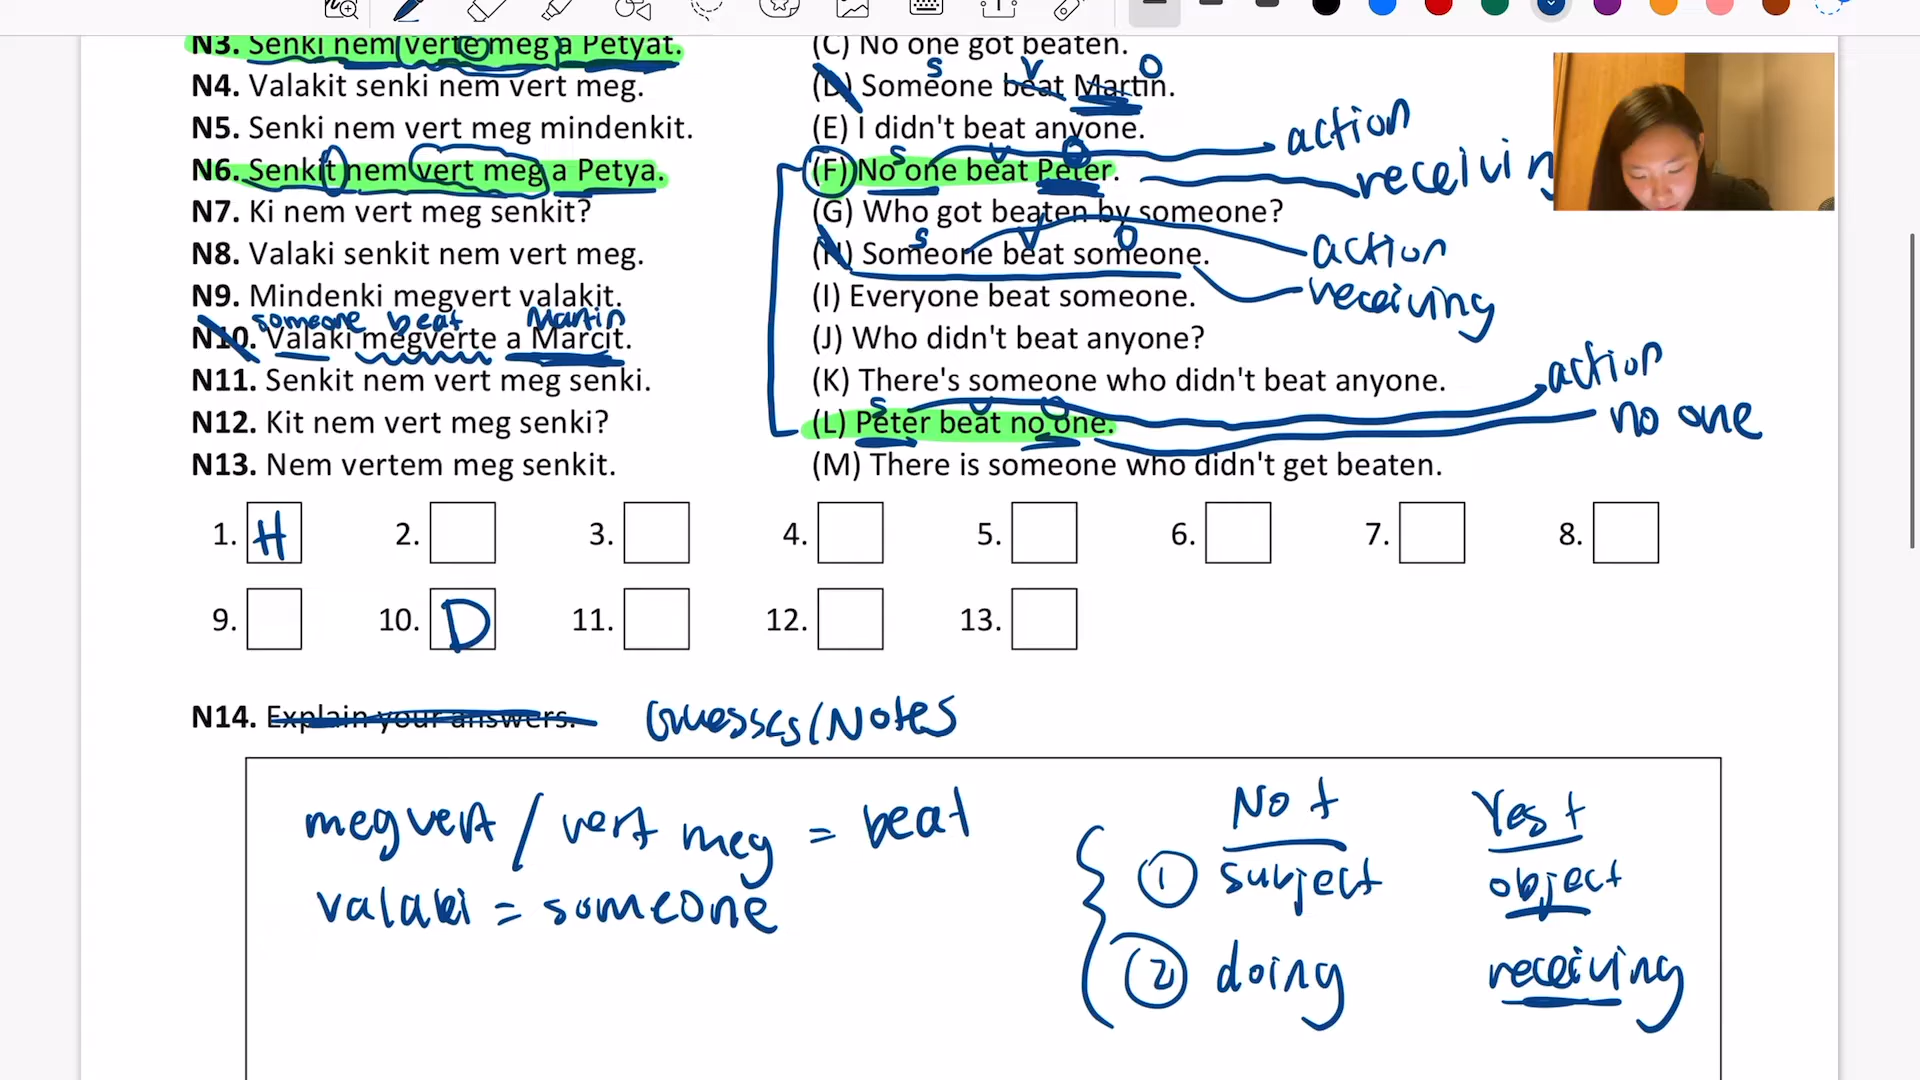 N3. Senki nem verte meg a Petyát.
(C) No one got beaten.
S V O
N4. Valakit senki nem vert meg.
(D) Someone beat Martin.
N5. Senki nem vert meg mindenkit.
(E) I didn't beat anyone.
action
S V O
N6. Senkit nem vert meg a Petya.
(F) No one beat Peter.
receiving
N7. Ki nem vert meg senkit?
(G) Who got beaten by someone?
S V O
action
N8. Valaki senkit nem vert meg.
(H) Someone beat someone.
receiving
N9. Mindenki megvert valakit.
(I) Everyone beat someone.
someone beat Martin
N10. Valaki megverte a Marcit.
(J) Who didn't beat anyone?
action
N11. Senkit nem vert meg senki.
(K) There's someone who didn't beat anyone.
S V O
N12. Kit nem vert meg senki?
(L) Peter beat no one.
no one
N13. Nem vertem meg senkit.
(M) There is someone who didn't get beaten.
1. H 2. 3. 4. 5. 6. 7. 8.
9. 10. D 11. 12. 13.
N14. Explain your answers. Guesses/Notes
megvert / vert meg = beat
No t Yes t
valaki = someone
1 subject object
2 doing receiving